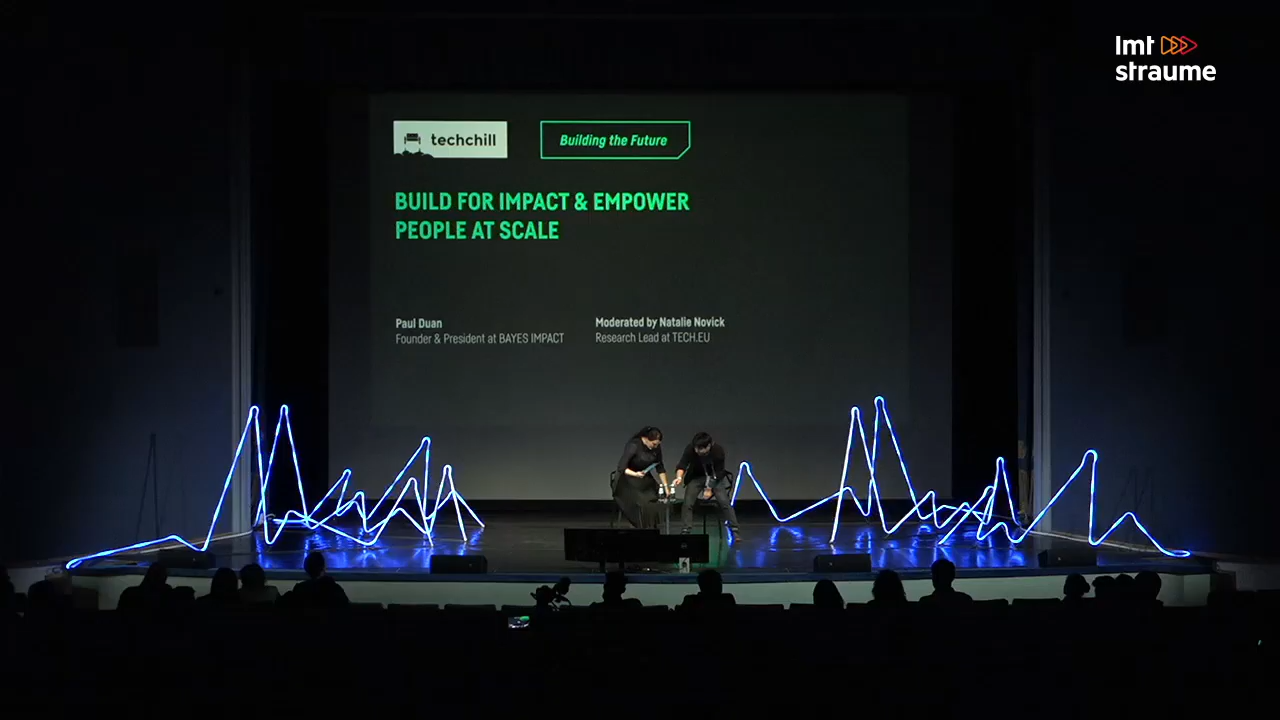 lmt
straume
techchill
Building the Future
BUILD FOR IMPACT & EMPOWER
PEOPLE AT SCALE
Paul Duan
Founder & President at BAYES IMPACT
Moderated by Natalie Novick
Research Lead at TECH.EU